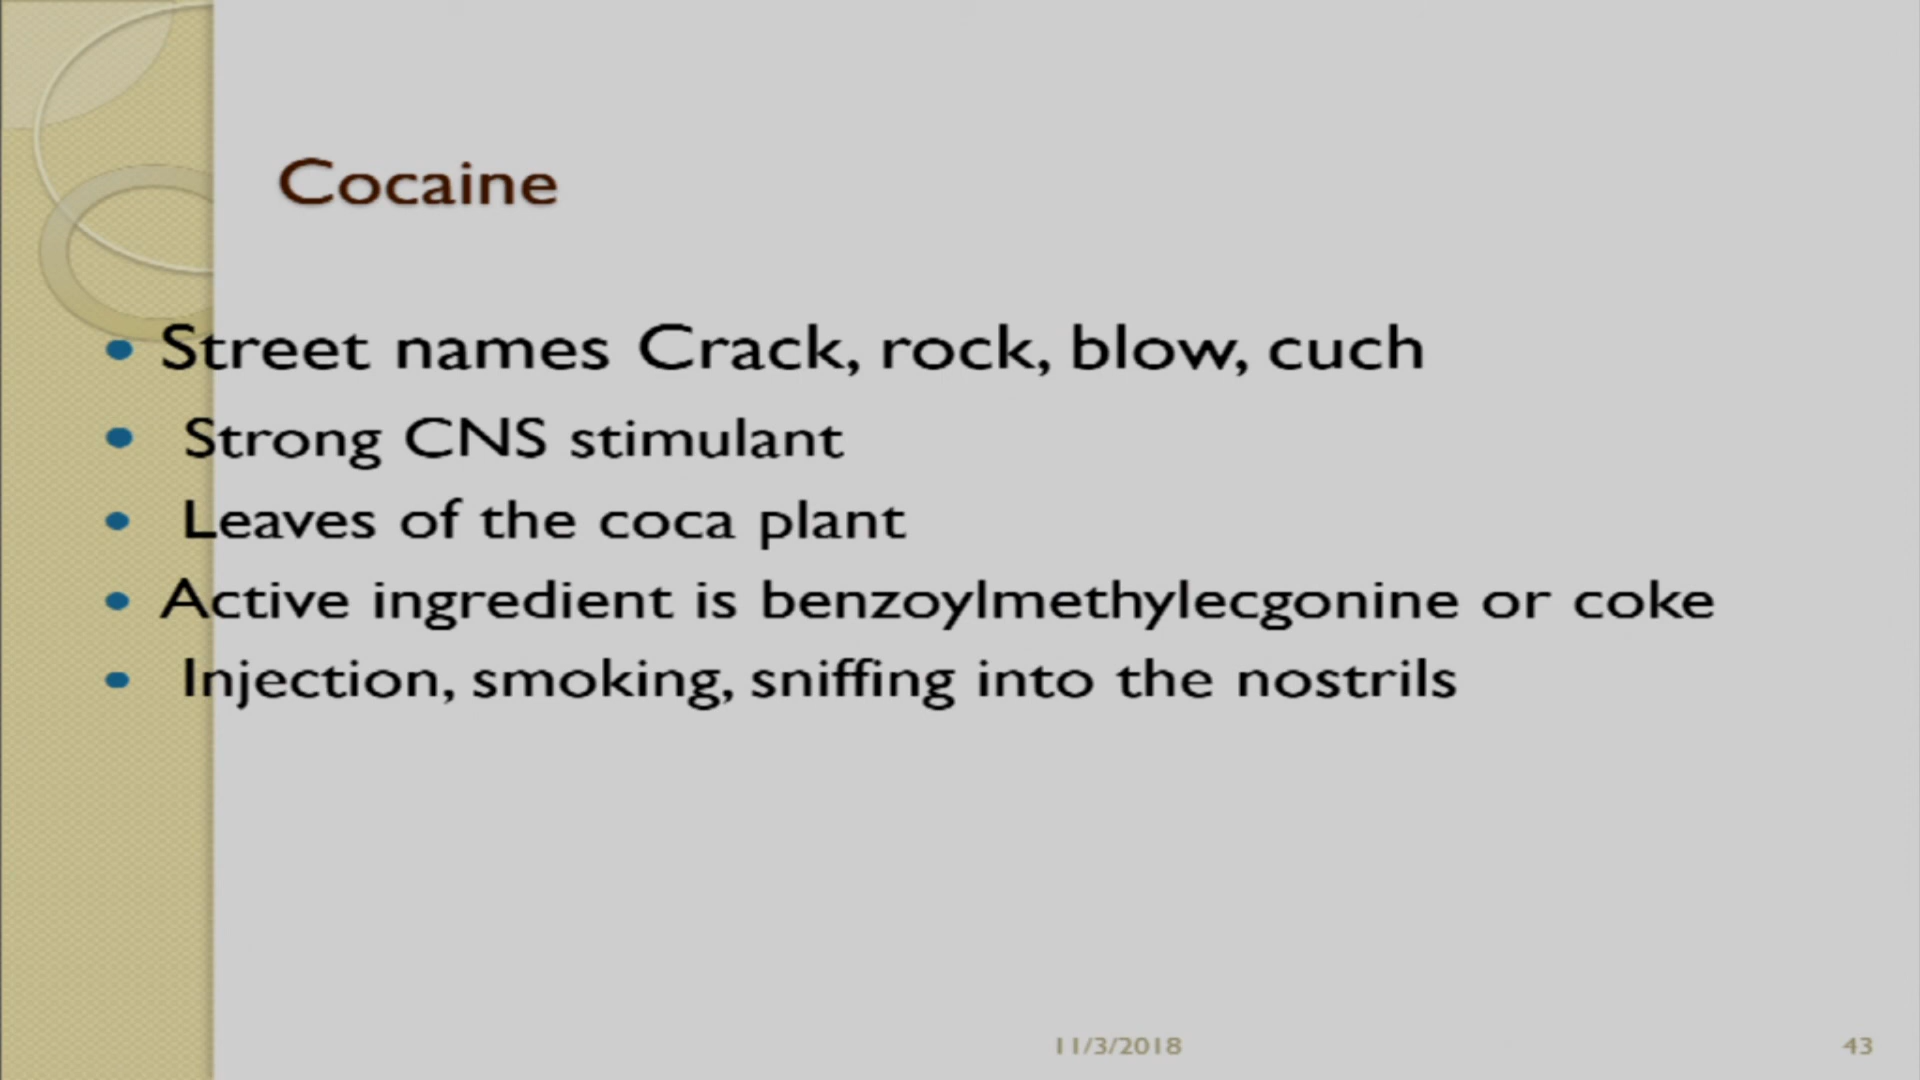 Cocaine
• Street names Crack, rock, blow, cuch
• Strong CNS stimulant
• Leaves of the coca plant
• Active ingredient is benzoylmethylecgonine or coke
• Injection, smoking, sniffing into the nostrils
11/3/2018 43